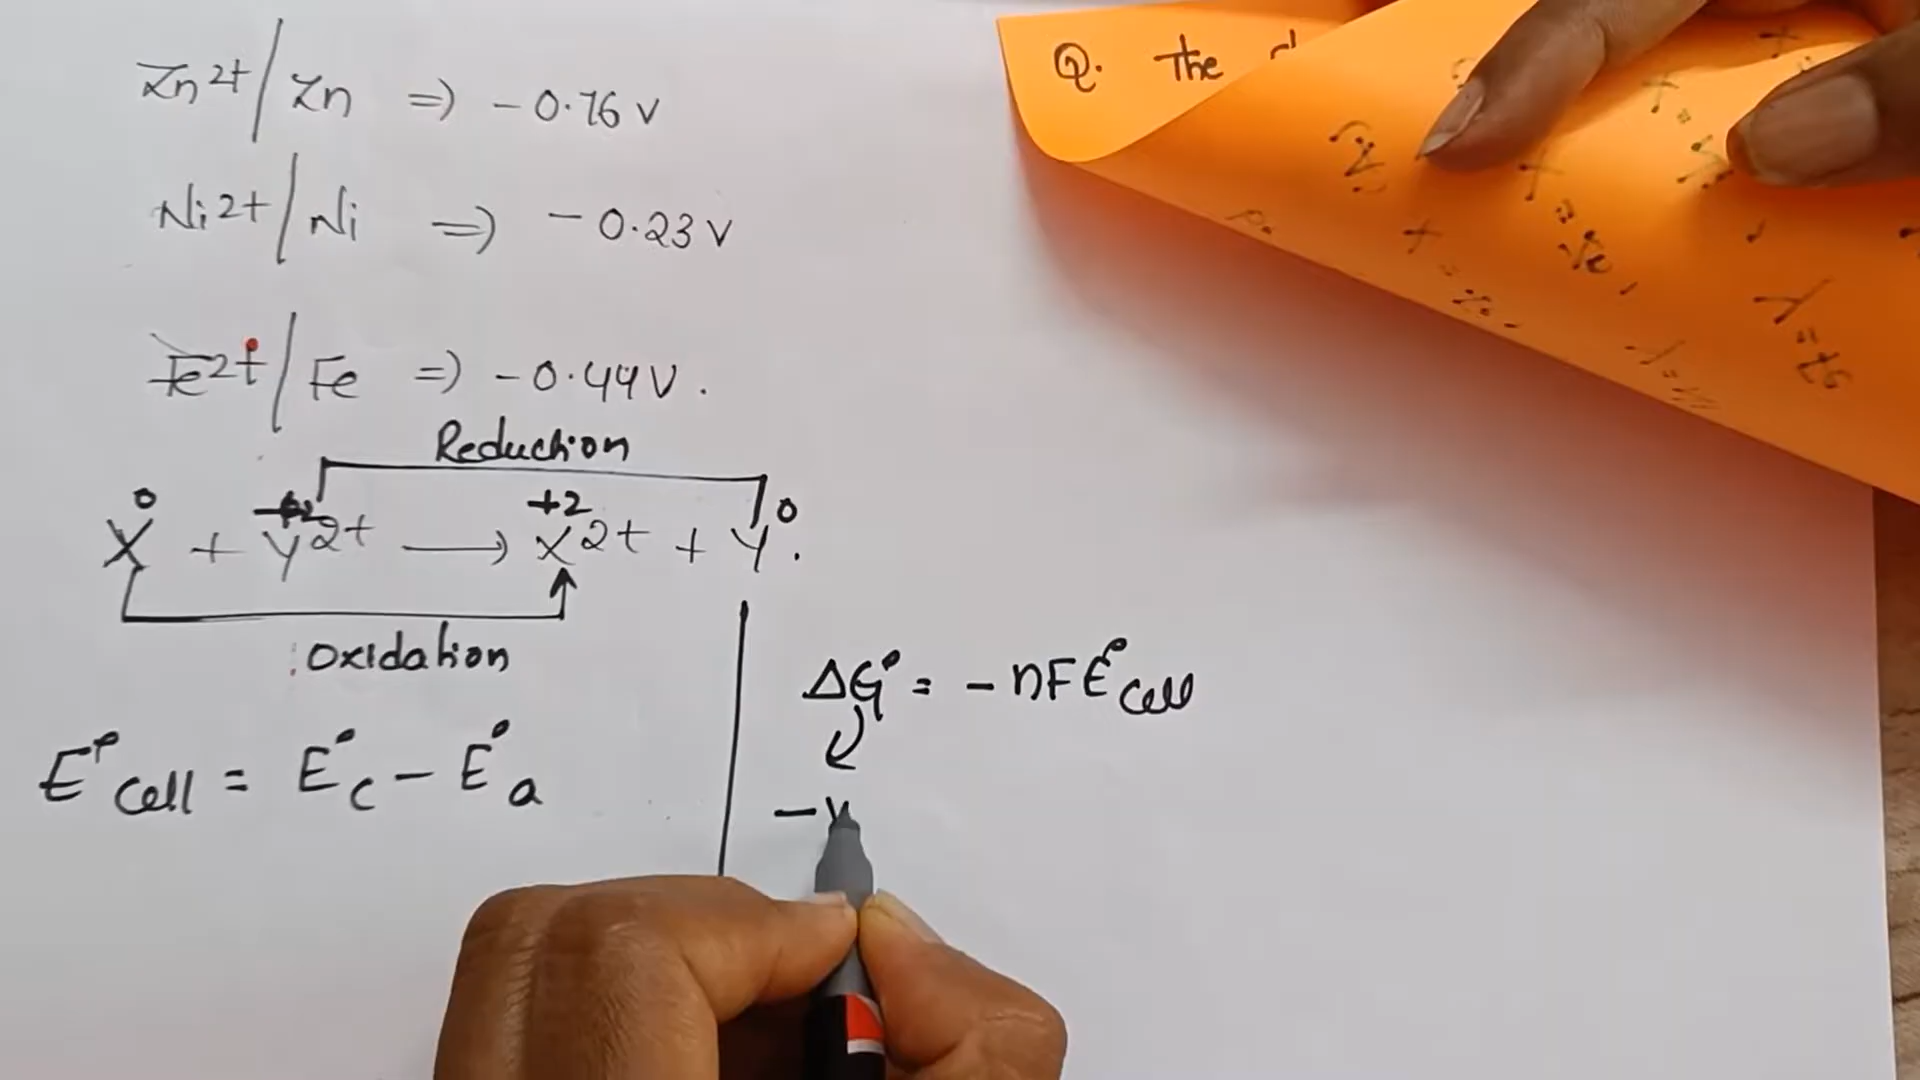 Zn2+/Zn => -0.76 V
Ni2+/Ni => -0.23 V
Fe2+/Fe => -0.44 V.
Reduction
0 +2 0
X + Y2+ → X2+ + Y.
Oxidation
E°Cell = E°C - E°a
ΔG° = - nFE°Cell
-v
Q. The